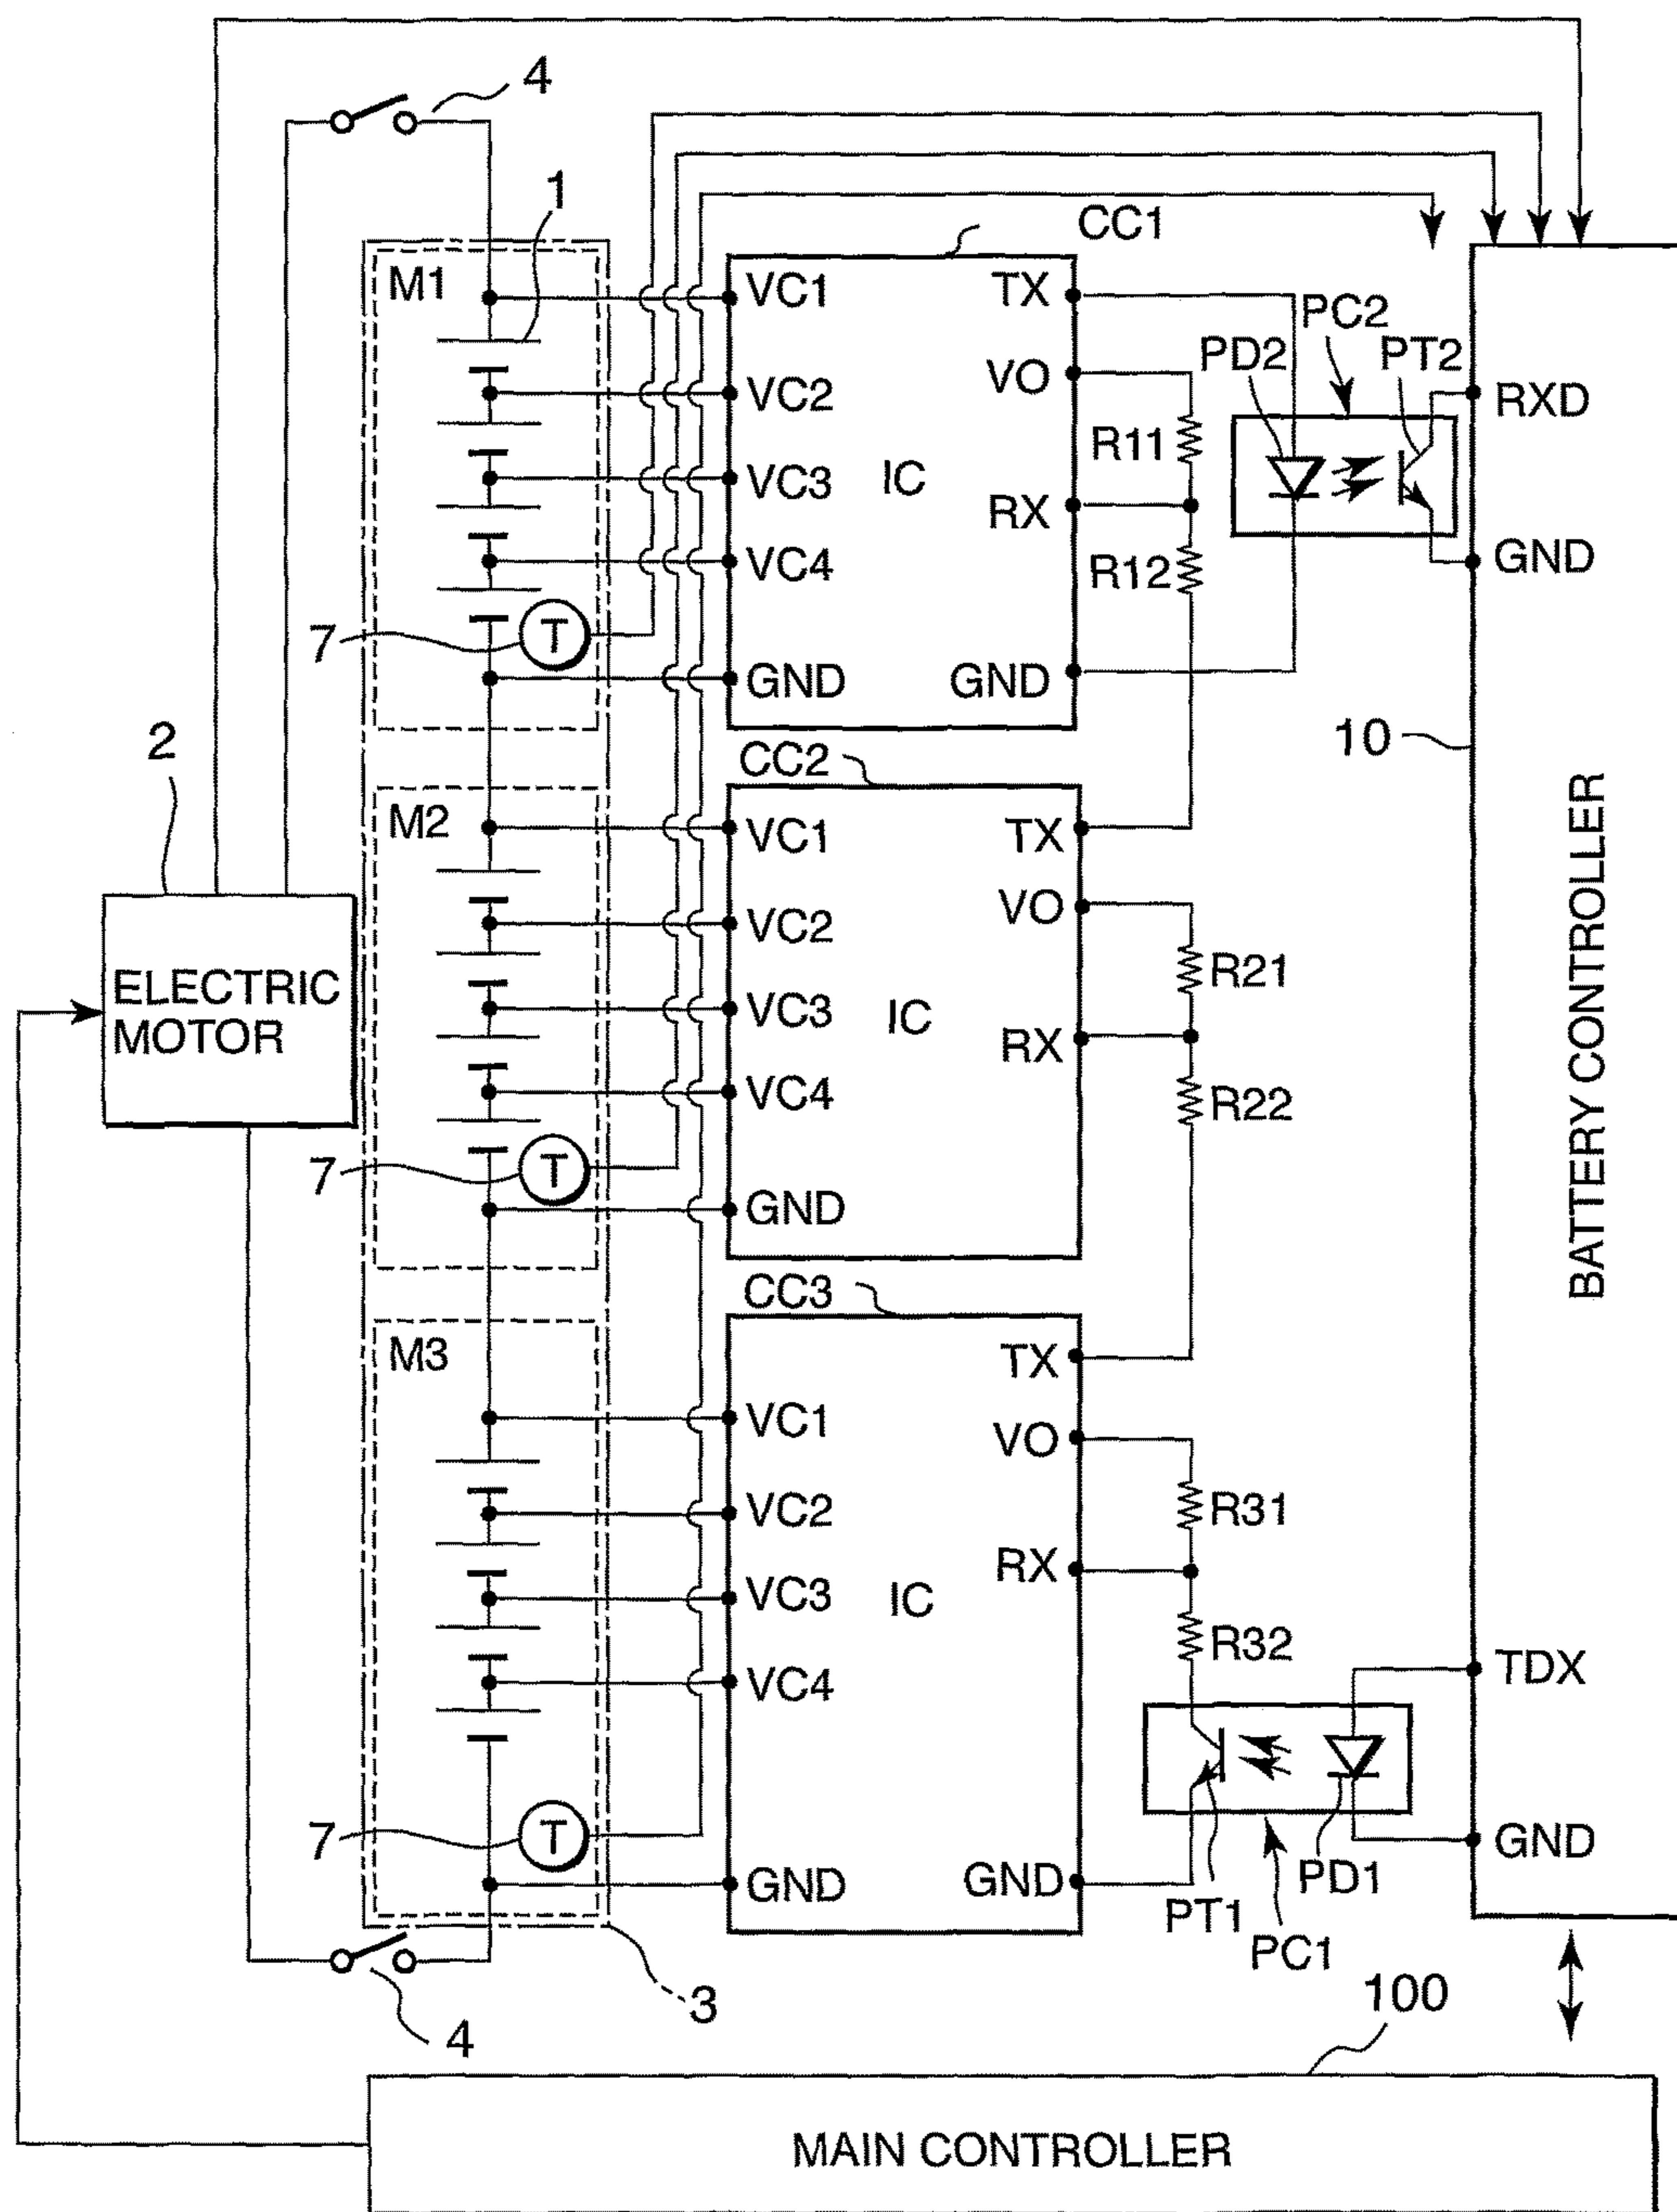 4
1
CC1
M1
VC1
TX
PC2
PD2
PT2
VO
VC2
RXD
R11
VC3
IC
RX
VC4
R12
GND
7
T
GND
GND
2
CC2
10
M2
VC1
TX
VO
VC2
R21
ELECTRIC
MOTOR
VC3
IC
RX
BATTERY CONTROLLER
VC4
R22
7
T
GND
CC3
M3
TX
VC1
VO
VC2
R31
RX
VC3
IC
R32
VC4
TDX
7
T
GND
GND
GND
PD1
PT1
PC1
3
4
100
MAIN CONTROLLER